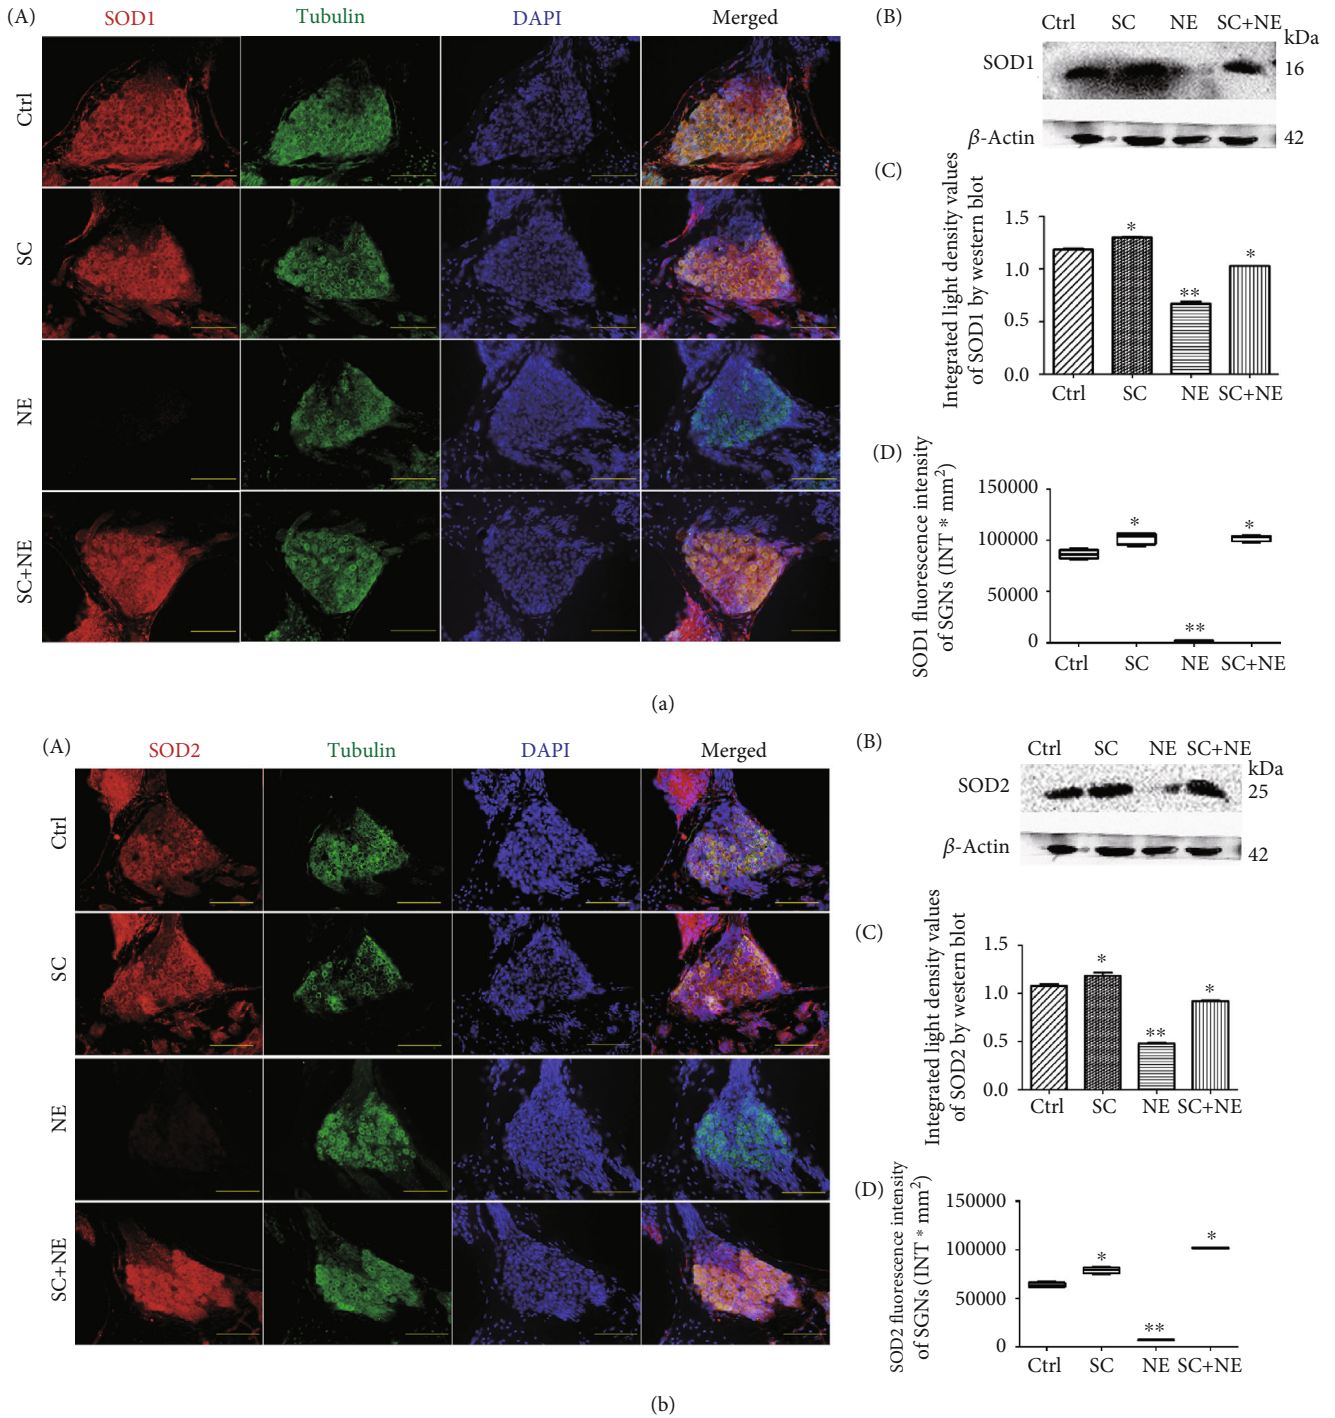 (A)
SOD1 Tubulin DAPI Merged
Ctrl
SC
NE
SC+NE
(B)
Ctrl SC NE SC+NE
kDa
SOD1 16
β-Actin 42
(C)
Integrated light density values
of SOD1 by western blot
1.5
1.0
0.5
0.0
* ** *
Ctrl SC NE SC+NE
(D)
SOD1 fluorescence intensity
of SGNs (INT * mm²)
150000
100000
50000
0
* ** *
Ctrl SC NE SC+NE
(a)
(A)
SOD2 Tubulin DAPI Merged
Ctrl
SC
NE
SC+NE
(B)
Ctrl SC NE SC+NE
kDa
SOD2 25
β-Actin 42
(C)
Integrated light density values
of SOD2 by western blot
1.5
1.0
0.5
0.0
* ** *
Ctrl SC NE SC+NE
(D)
SOD2 fluorescence intensity
of SGNs (INT * mm²)
150000
100000
50000
0
* ** *
Ctrl SC NE SC+NE
(b)